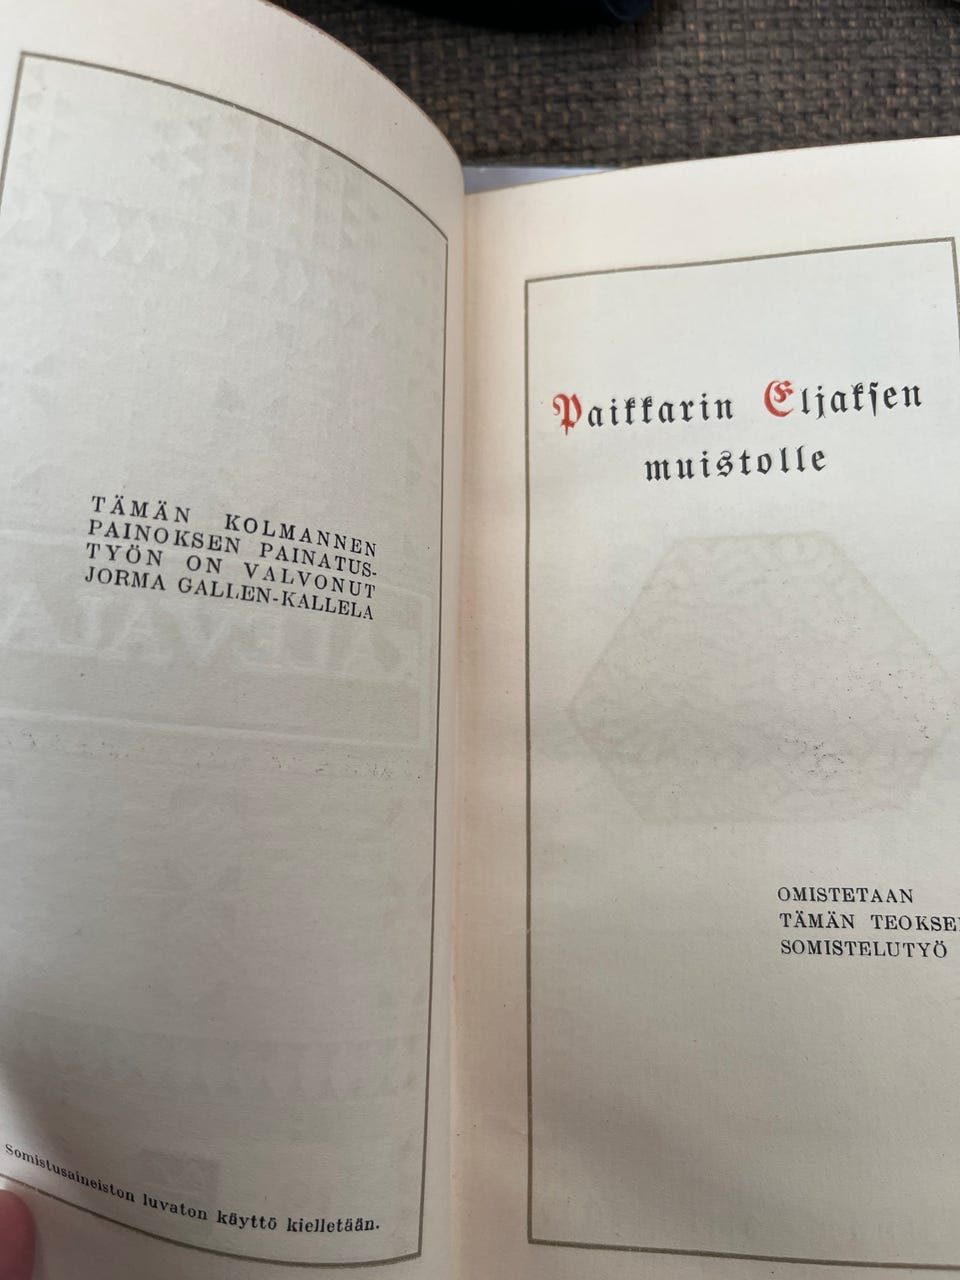 TÄMÄN KOLMANNEN
PAINOKSEN PAINATUS-
TYÖN ON VALVONUT
JORMA GALLEN-KALLELA
Somistusaineiston luvaton käyttö kielletään.
Paikkarin Eljaksen
muistolle
OMISTETAAN
TÄMÄN TEOKSE
SOMISTELUTYÖ